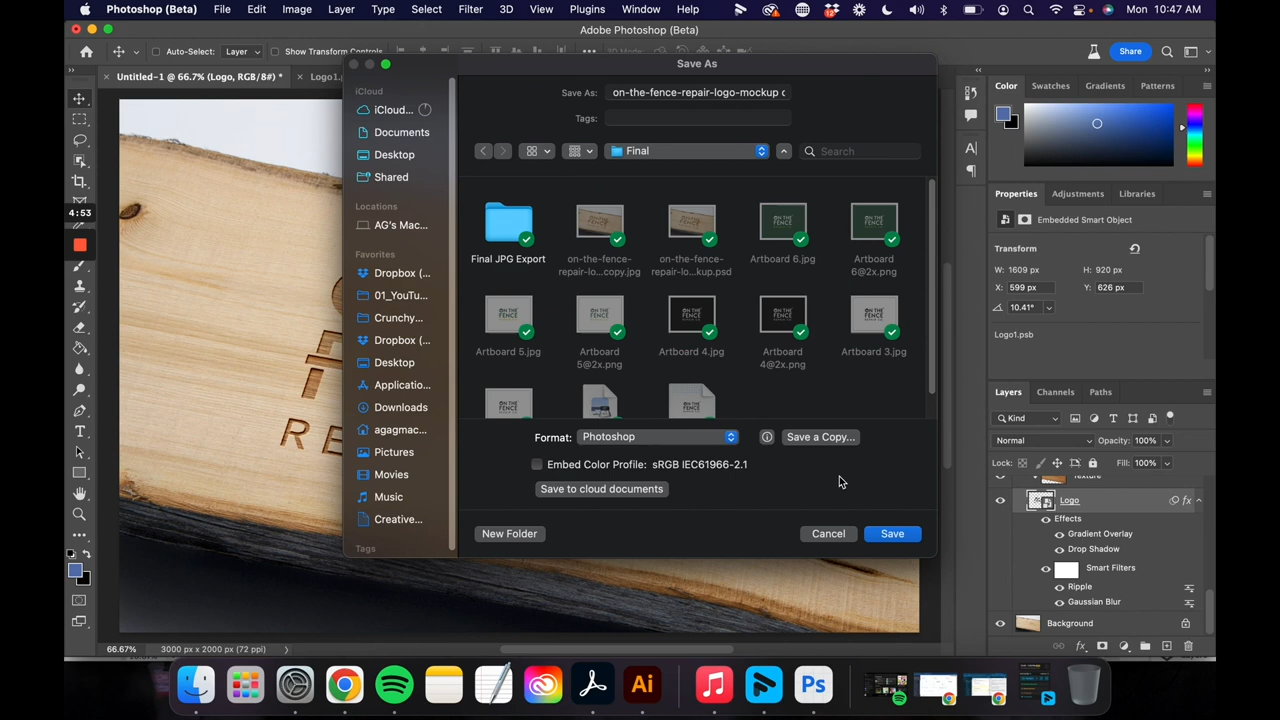 Photoshop (Beta) File Edit Image Layer Type Select Filter 3D View Plugins Window Help Mon 10:47 AM
Adobe Photoshop (Beta)
Auto-Select: Layer Show Transform Controls Share
Untitled-1 @ 66.7% (Logo, RGB/8#) * Logo1.
Save As
Save As: on-the-fence-repair-logo-mockup c
Tags:
Final Search
iCloud
iCloud...
Documents
Desktop
Shared
Locations
AG's Mac...
Favorites
Dropbox (...
01_YouTu...
Crunchy...
Dropbox (...
Desktop
Applicatio...
Downloads
agagmac...
Pictures
Movies
Music
Creative...
Tags
Final JPG Export
on-the-fence-repair-lo...copy.jpg
on-the-fence-repair-lo...kup.psd
Artboard 6.jpg
Artboard 6@2x.png
Artboard 5.jpg
Artboard 5@2x.png
Artboard 4.jpg
Artboard 4@2x.png
Artboard 3.jpg
Format: Photoshop Save a Copy...
Embed Color Profile: sRGB IEC61966-2.1
Save to cloud documents
New Folder Cancel Save
4:53
RE
Color Swatches Gradients Patterns
Properties Adjustments Libraries
Embedded Smart Object
Transform
W: 1609 px H: 920 px
X: 599 px Y: 626 px
10.41°
Logo1.psb
Layers Channels Paths
Kind
Normal Opacity: 100%
Lock: Fill: 100%
Texture
Logo fx
Effects
Gradient Overlay
Drop Shadow
Smart Filters
Ripple
Gaussian Blur
Background
66.67% 3000 px x 2000 px (72 ppi)
Ai Ps